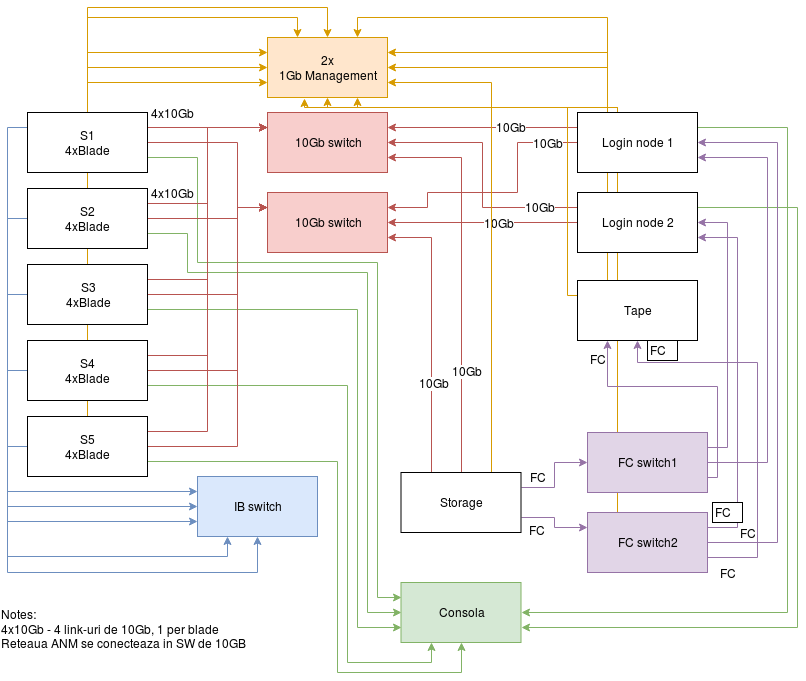 2x
1Gb Management
4x10Gb
S1
4xBlade
10Gb switch
10Gb
10Gb
Login node 1
4x10Gb
S2
4xBlade
10Gb switch
10Gb
10Gb
Login node 2
S3
4xBlade
Tape
FC
FC
S4
4xBlade
10Gb
10Gb
S5
4xBlade
FC switch1
IB switch
Storage
FC
FC
FC
FC switch2
FC
FC
Consola
Notes:
4x10Gb - 4 link-uri de 10Gb, 1 per blade
Reteaua ANM se conecteaza in SW de 10GB